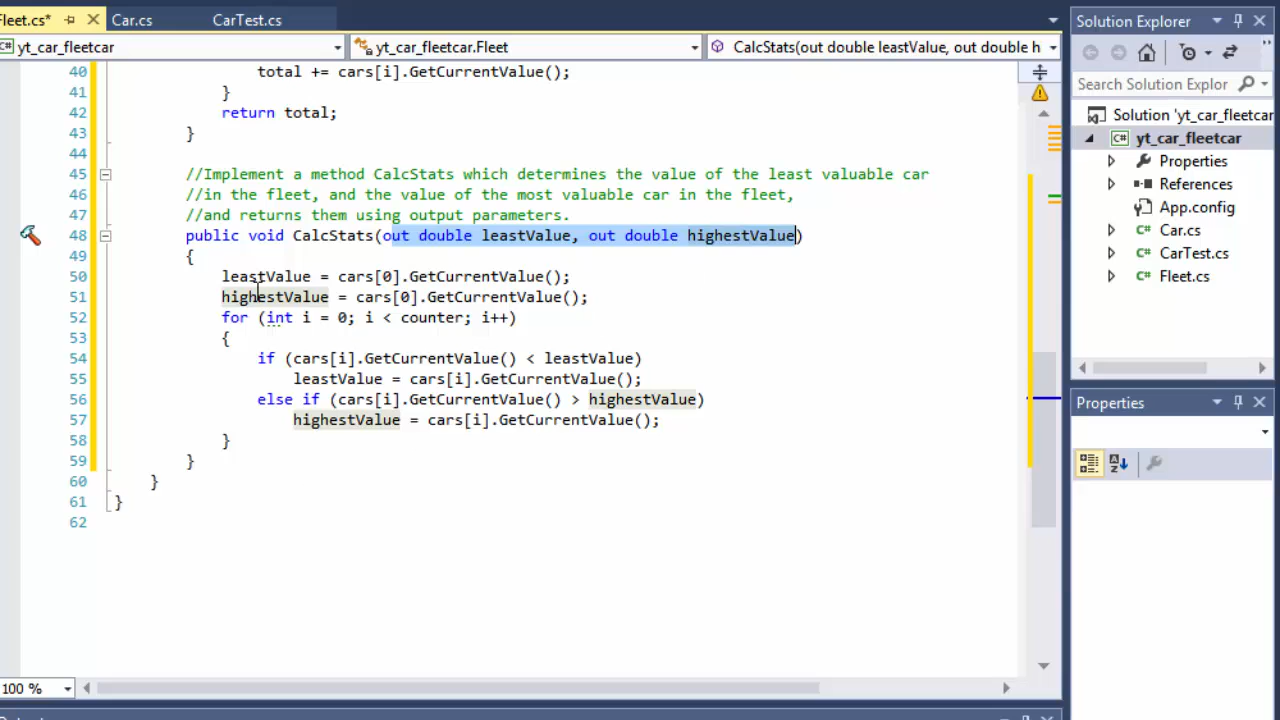 Fleet.cs*
Car.cs
CarTest.cs
yt_car_fleetcar
yt_car_fleetcar.Fleet
CalcStats(out double leastValue, out double h
40 total += cars[i].GetCurrentValue();
41 }
42 return total;
43 }
44
45 //Implement a method CalcStats which determines the value of the least valuable car
46 //in the fleet, and the value of the most valuable car in the fleet,
47 //and returns them using output parameters.
48 public void CalcStats(out double leastValue, out double highestValue)
49 {
50 leastValue = cars[0].GetCurrentValue();
51 highestValue = cars[0].GetCurrentValue();
52 for (int i = 0; i < counter; i++)
53 {
54 if (cars[i].GetCurrentValue() < leastValue)
55 leastValue = cars[i].GetCurrentValue();
56 else if (cars[i].GetCurrentValue() > highestValue)
57 highestValue = cars[i].GetCurrentValue();
58 }
59 }
60 }
61 }
62
100 %
Solution Explorer
Search Solution Explor
Solution 'yt_car_fleetcar
C# yt_car_fleetcar
Properties
References
App.config
C# Car.cs
C# CarTest.cs
C# Fleet.cs
Properties